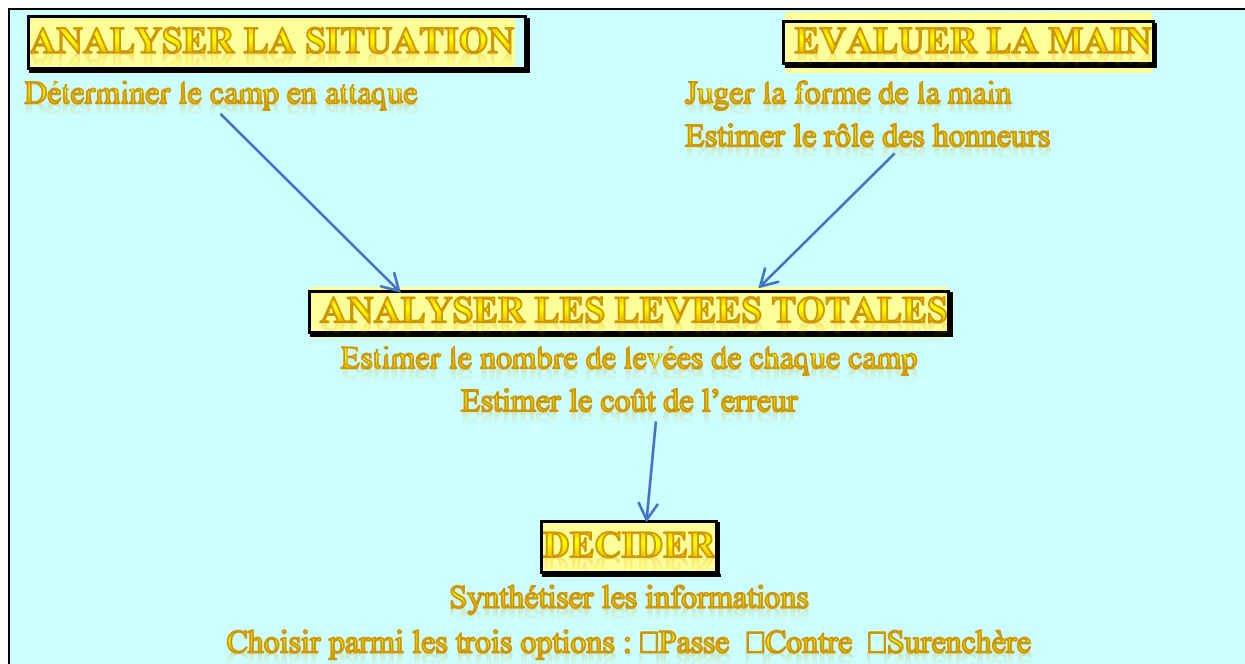 ANALYSER LA SITUATION
Déterminer le camp en attaque
EVALUER LA MAIN
Juger la forme de la main
Estimer le rôle des honneurs
ANALYSER LES LEVEES TOTALES
Estimer le nombre de levées de chaque camp
Estimer le coût de l’erreur
DECIDER
Synthétiser les informations
Choisir parmi les trois options : □Passe □Contre □Surenchère